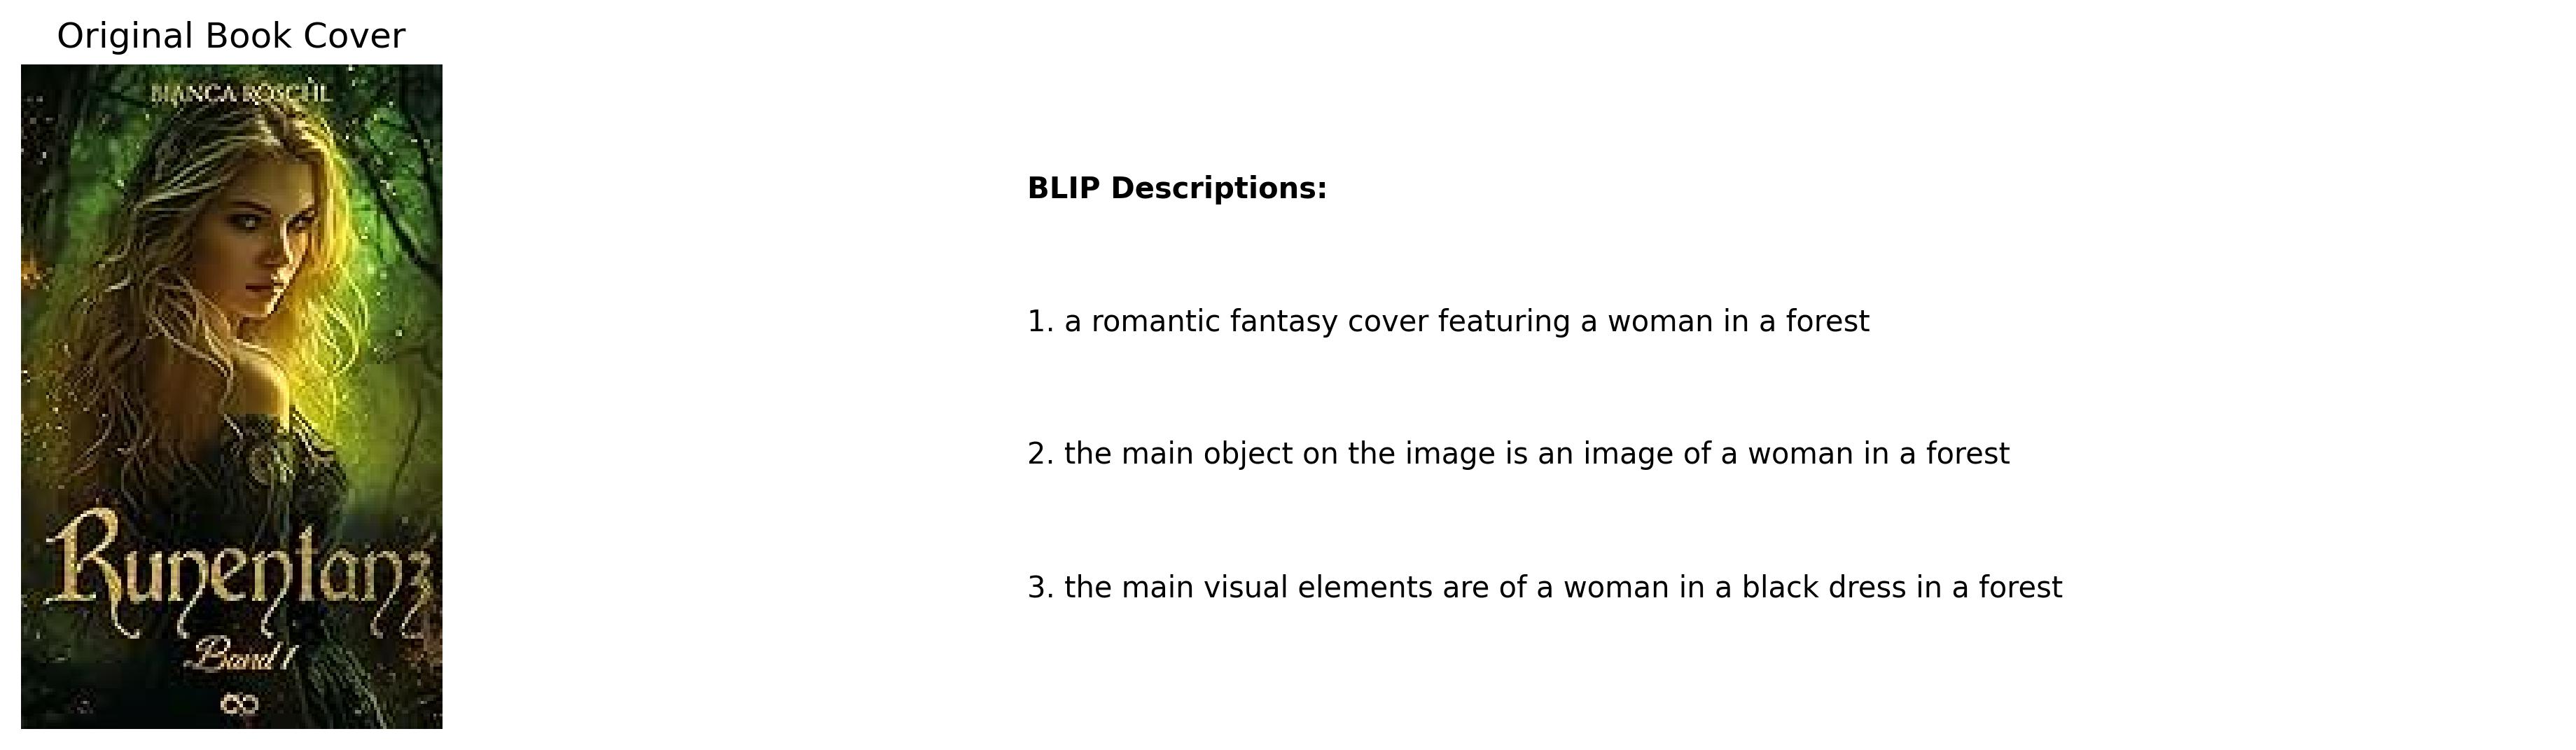 Original Book Cover
BIANCA RÖSCHL
Runentanz
Band 1
BLIP Descriptions:
1. a romantic fantasy cover featuring a woman in a forest
2. the main object on the image is an image of a woman in a forest
3. the main visual elements are of a woman in a black dress in a forest